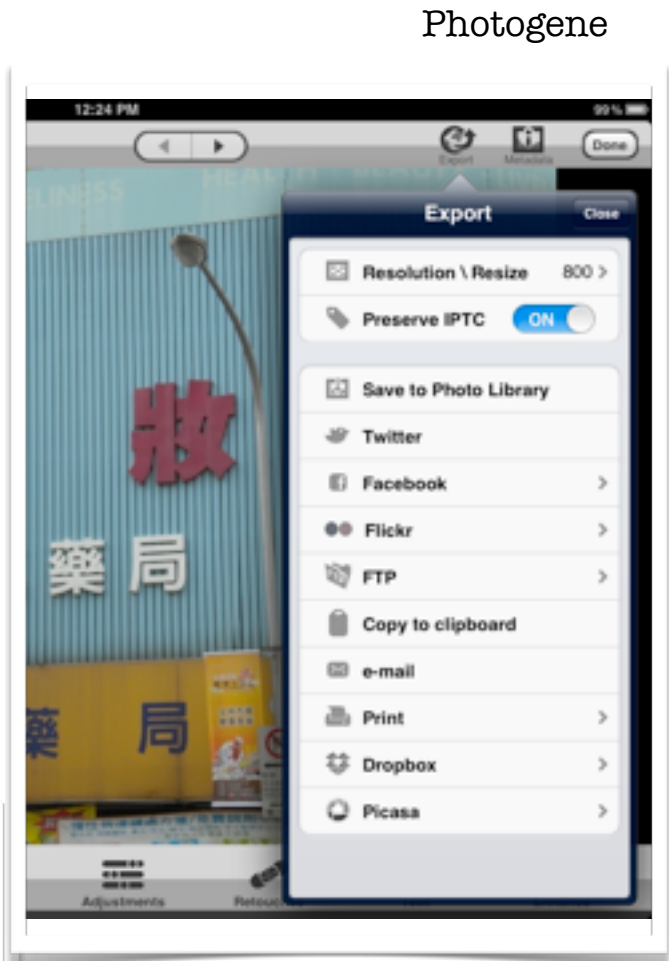 Photogene
12:24 PM
99%
Export
Metadata
Done
HEALTH
Export
Close
Resolution \ Resize
800 >
Preserve IPTC
ON
Save to Photo Library
Twitter
Facebook >
Flickr >
FTP >
Copy to clipboard
e-mail
Print >
Dropbox >
Picasa >
妝
藥局
藥局
Adjustments